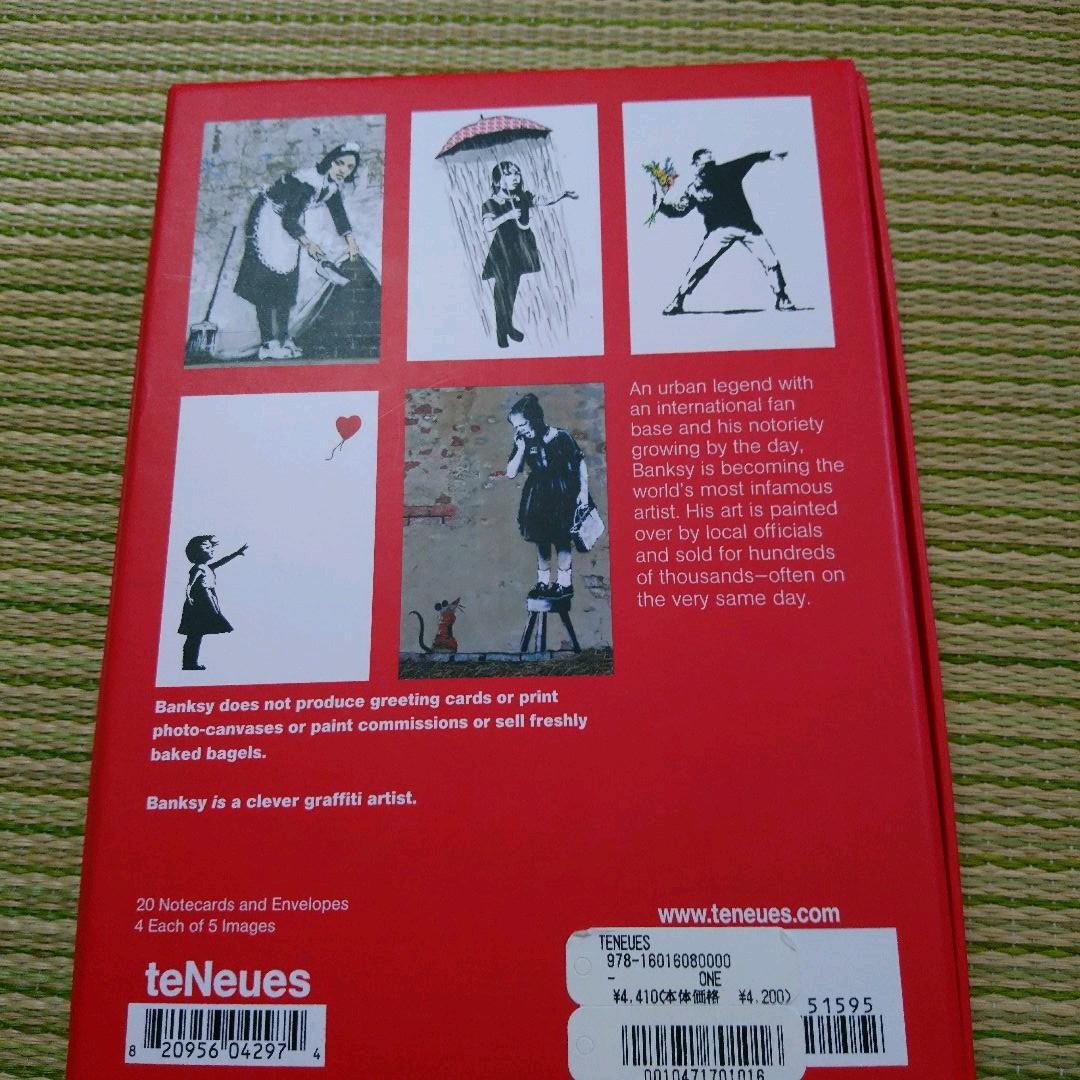 An urban legend with
an international fan
base and his notoriety
growing by the day,
Banksy is becoming the
world's most infamous
artist. His art is painted
over by local officials
and sold for hundreds
of thousands—often on
the very same day.
Banksy does not produce greeting cards or print
photo-canvases or paint commissions or sell freshly
baked bagels.
Banksy is a clever graffiti artist.
20 Notecards and Envelopes
4 Each of 5 Images
teNeues
8 20956 04297 4
www.teneues.com
TENEUES
978-16016080000
- ONE
¥4,410(本体価格 ¥4,200)
51595
0010471701016